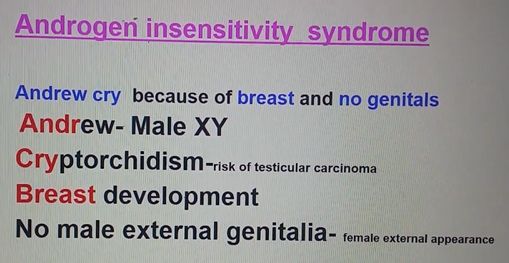 Androgen insensitivity syndrome
Andrew cry because of breast and no genitals
Andrew- Male XY
Cryptorchidism-risk of testicular carcinoma
Breast development
No male external genitalia- female external appearance